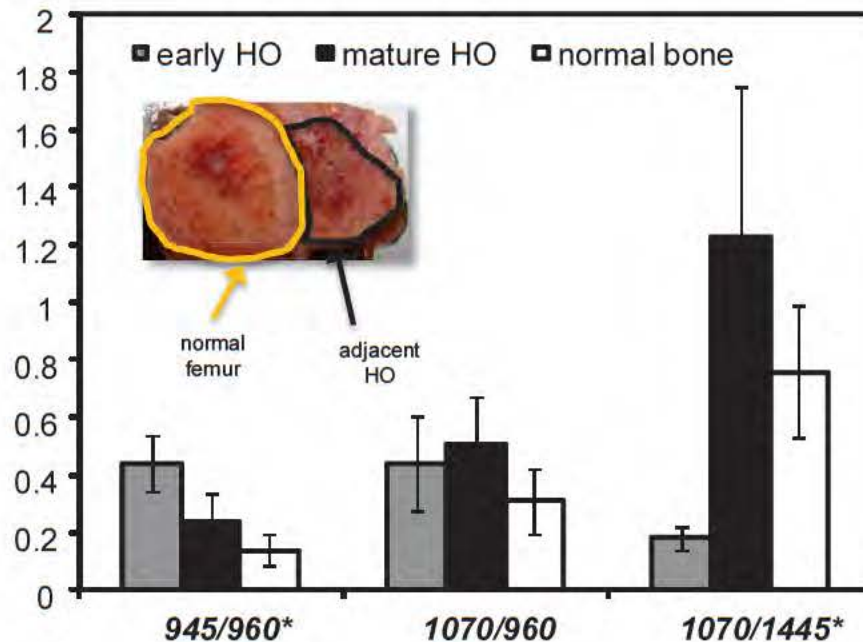 2
1.8
1.6
1.4
1.2
1
0.8
0.6
0.4
0.2
0
early HO mature HO normal bone
normal
femur
adjacent
HO
945/960* 1070/960 1070/1445*